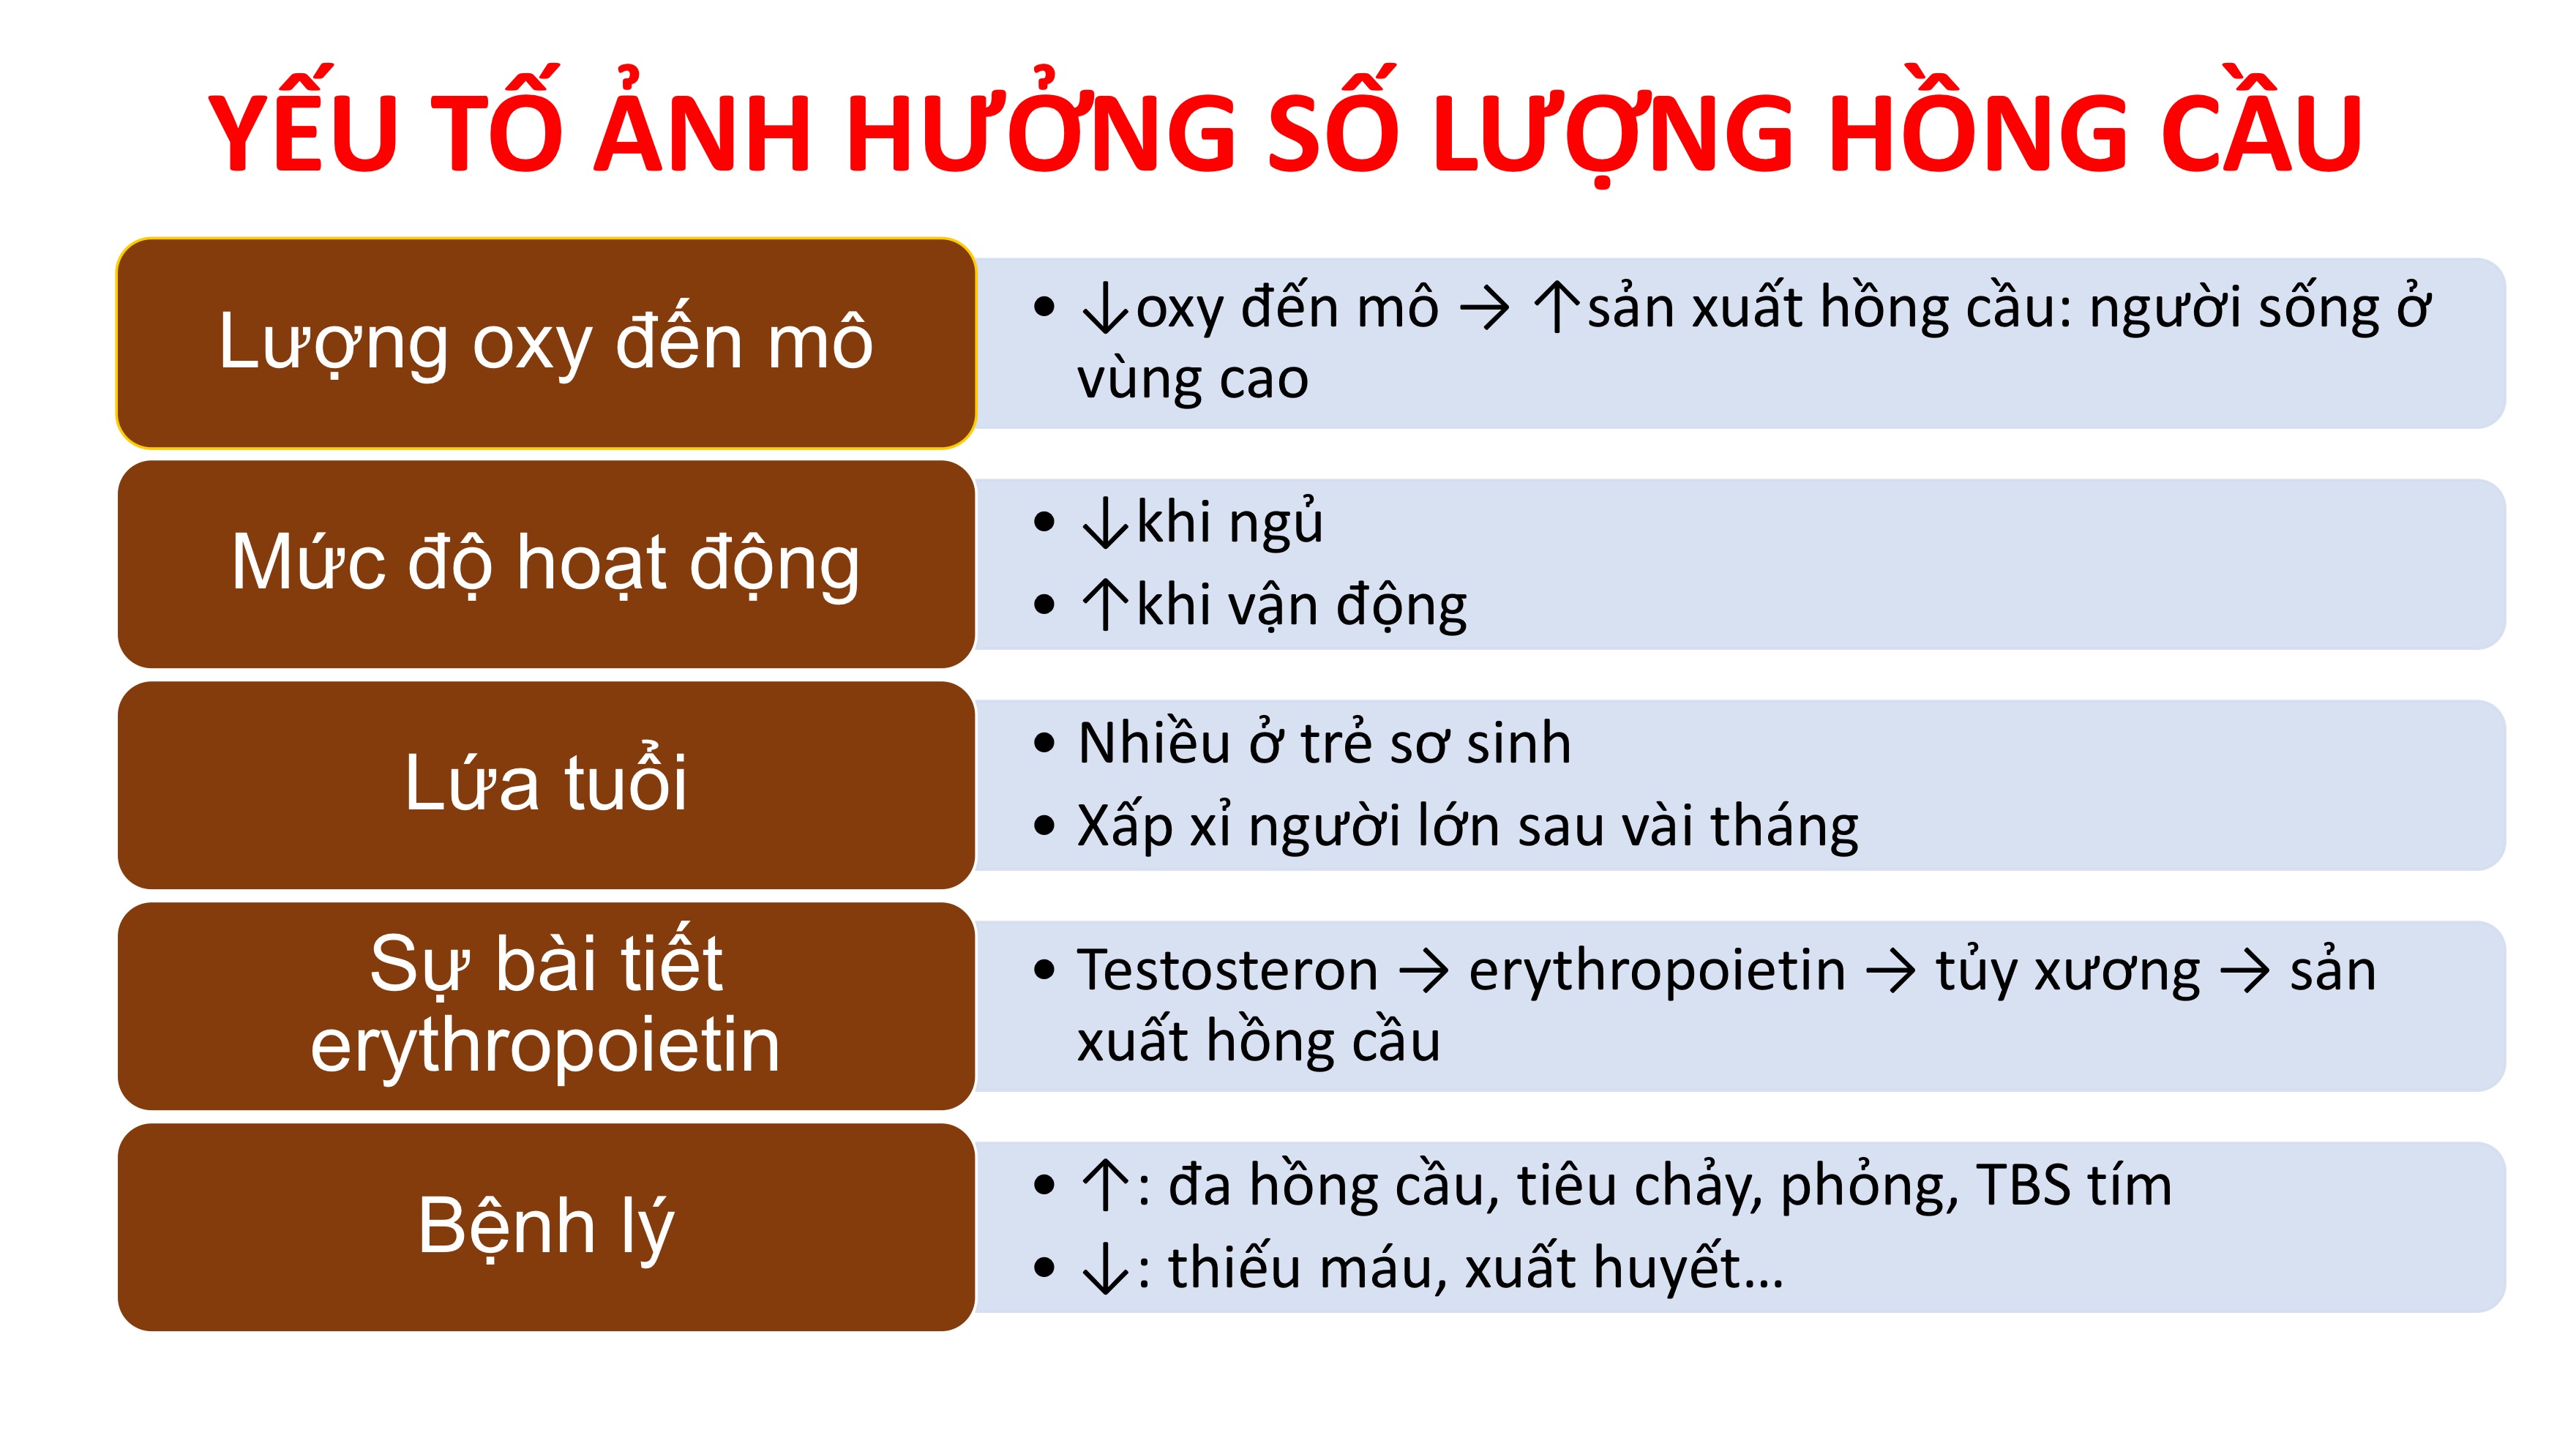 YẾU TỐ ẢNH HƯỞNG SỐ LƯỢNG HỒNG CẦU
Lượng oxy đến mô
• ↓oxy đến mô → ↑sản xuất hồng cầu: người sống ở
vùng cao
Mức độ hoạt động
• ↓khi ngủ
• ↑khi vận động
Lứa tuổi
• Nhiều ở trẻ sơ sinh
• Xấp xỉ người lớn sau vài tháng
Sự bài tiết
erythropoietin
• Testosteron → erythropoietin → tủy xương → sản
xuất hồng cầu
Bệnh lý
• ↑: đa hồng cầu, tiêu chảy, phỏng, TBS tím
• ↓: thiếu máu, xuất huyết...